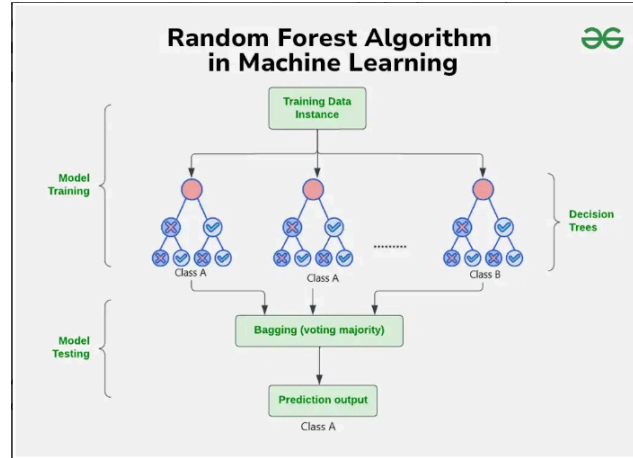 Random Forest Algorithm
in Machine Learning
Training Data
Instance
Model
Training
Decision
Trees
.........
Class A
Class A
Class B
Model
Testing
Bagging (voting majority)
Prediction output
Class A